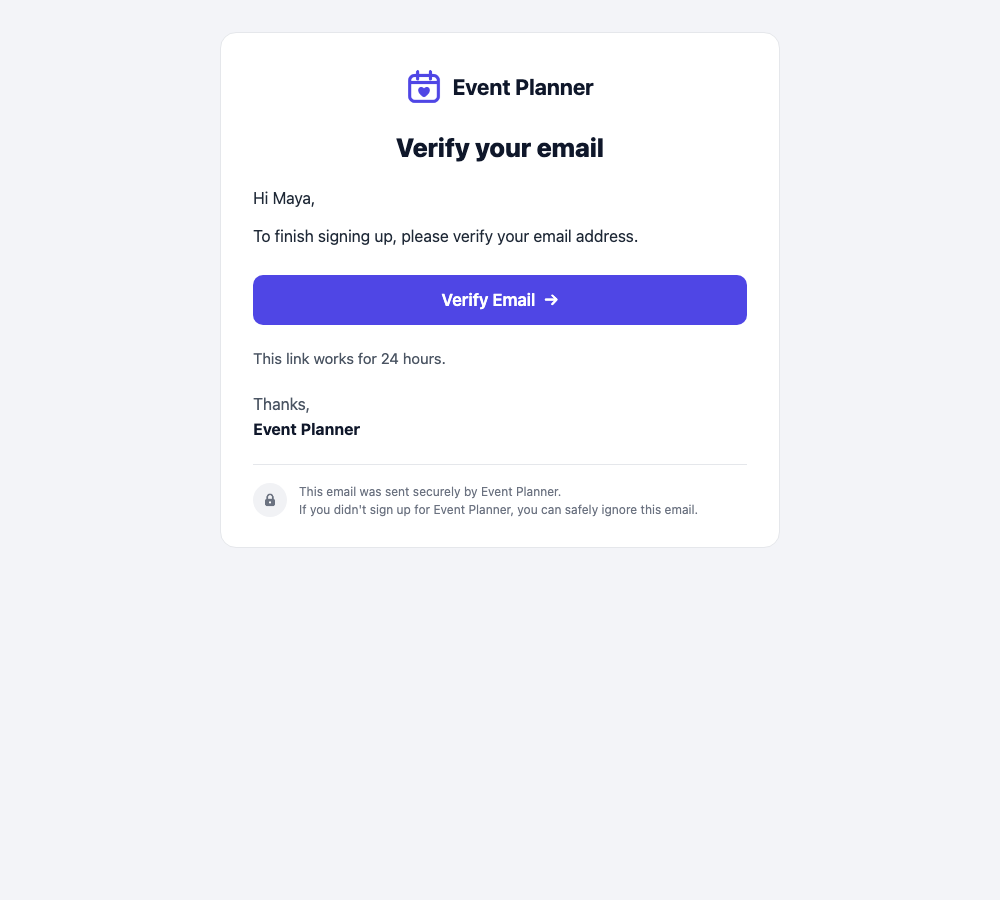 Event Planner
Verify your email
Hi Maya,
To finish signing up, please verify your email address.
Verify Email →
This link works for 24 hours.
Thanks,
Event Planner
This email was sent securely by Event Planner.
If you didn't sign up for Event Planner, you can safely ignore this email.